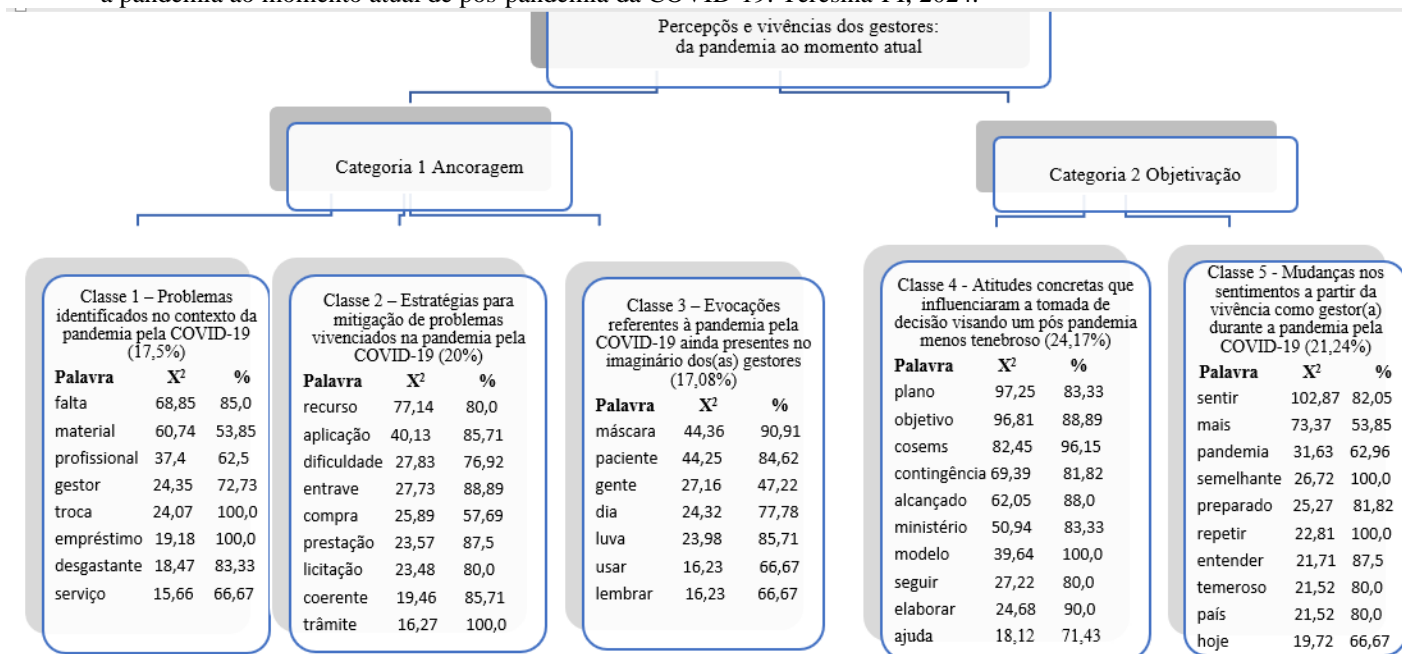 a pandemia ao momento atual de pós pandemia da COVID-19. Teresina-PI, 2024.
Percepçõs e vivências dos gestores:
da pandemia ao momento atual
Categoria 1 Ancoragem
Categoria 2 Objetivação
Classe 1 – Problemas
identificados no contexto da
pandemia pela COVID-19
(17,5%)
Palavra X² %
falta 68,85 85,0
material 60,74 53,85
profissional 37,4 62,5
gestor 24,35 72,73
troca 24,07 100,0
empréstimo 19,18 100,0
desgastante 18,47 83,33
serviço 15,66 66,67
Classe 2 – Estratégias para
mitigação de problemas
vivenciados na pandemia pela
COVID-19 (20%)
Palavra X² %
recurso 77,14 80,0
aplicação 40,13 85,71
dificuldade 27,83 76,92
entrave 27,73 88,89
compra 25,89 57,69
prestação 23,57 87,5
licitação 23,48 80,0
coerente 19,46 85,71
trâmite 16,27 100,0
Classe 3 – Evocações
referentes à pandemia pela
COVID-19 ainda presentes no
imaginário dos(as) gestores
(17,08%)
Palavra X² %
máscara 44,36 90,91
paciente 44,25 84,62
gente 27,16 47,22
dia 24,32 77,78
luva 23,98 85,71
usar 16,23 66,67
lembrar 16,23 66,67
Classe 4 - Atitudes concretas que
influenciaram a tomada de
decisão visando um pós pandemia
menos tenebroso (24,17%)
Palavra X² %
plano 97,25 83,33
objetivo 96,81 88,89
cosems 82,45 96,15
contingência 69,39 81,82
alcançado 62,05 88,0
ministério 50,94 83,33
modelo 39,64 100,0
seguir 27,22 80,0
elaborar 24,68 90,0
ajuda 18,12 71,43
Classe 5 - Mudanças nos
sentimentos a partir da
vivência como gestor(a)
durante a pandemia pela
COVID-19 (21,24%)
Palavra X² %
sentir 102,87 82,05
mais 73,37 53,85
pandemia 31,63 62,96
semelhante 26,72 100,0
preparado 25,27 81,82
repetir 22,81 100,0
entender 21,71 87,5
temeroso 21,52 80,0
país 21,52 80,0
hoje 19,72 66,67